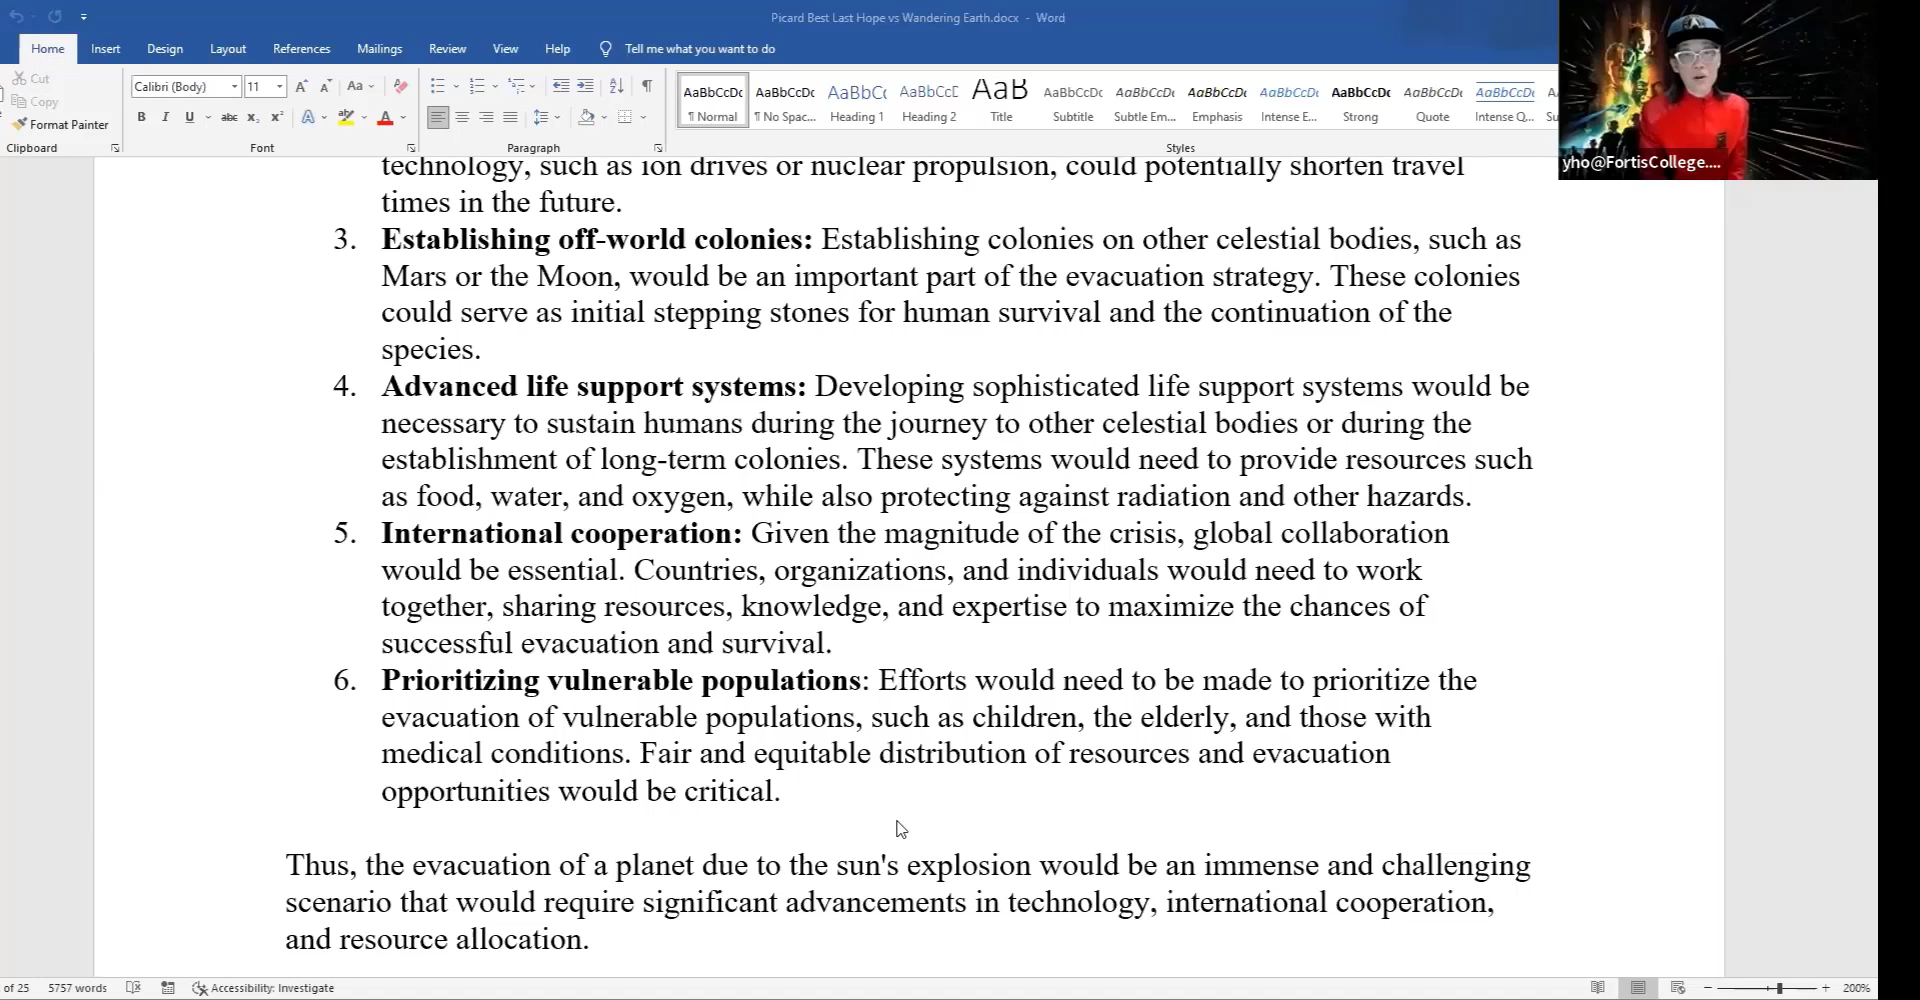 Picard Best Last Hope vs Wandering Earth.docx - Word
Home Insert Design Layout References Mailings Review View Help Tell me what you want to do
Cut
Copy
Format Painter
Clipboard
Calibri (Body) 11
Font
Paragraph
AaBbCcDc AaBbCcDc AaBbCc AaBbCcD AaB AaBbCcDc AaBbCcDc AaBbCcDc AaBbCcDc AaBbCcDc AaBbCcDc AaBbCcDc
¶ Normal ¶ No Spac... Heading 1 Heading 2 Title Subtitle Subtle Em... Emphasis Intense E... Strong Quote Intense Q...
Styles
yho@FortisCollege....
technology, such as ion drives or nuclear propulsion, could potentially shorten travel
times in the future.
3. Establishing off-world colonies: Establishing colonies on other celestial bodies, such as
Mars or the Moon, would be an important part of the evacuation strategy. These colonies
could serve as initial stepping stones for human survival and the continuation of the
species.
4. Advanced life support systems: Developing sophisticated life support systems would be
necessary to sustain humans during the journey to other celestial bodies or during the
establishment of long-term colonies. These systems would need to provide resources such
as food, water, and oxygen, while also protecting against radiation and other hazards.
5. International cooperation: Given the magnitude of the crisis, global collaboration
would be essential. Countries, organizations, and individuals would need to work
together, sharing resources, knowledge, and expertise to maximize the chances of
successful evacuation and survival.
6. Prioritizing vulnerable populations: Efforts would need to be made to prioritize the
evacuation of vulnerable populations, such as children, the elderly, and those with
medical conditions. Fair and equitable distribution of resources and evacuation
opportunities would be critical.
Thus, the evacuation of a planet due to the sun's explosion would be an immense and challenging
scenario that would require significant advancements in technology, international cooperation,
and resource allocation.
of 25 5757 words Accessibility: Investigate 200%